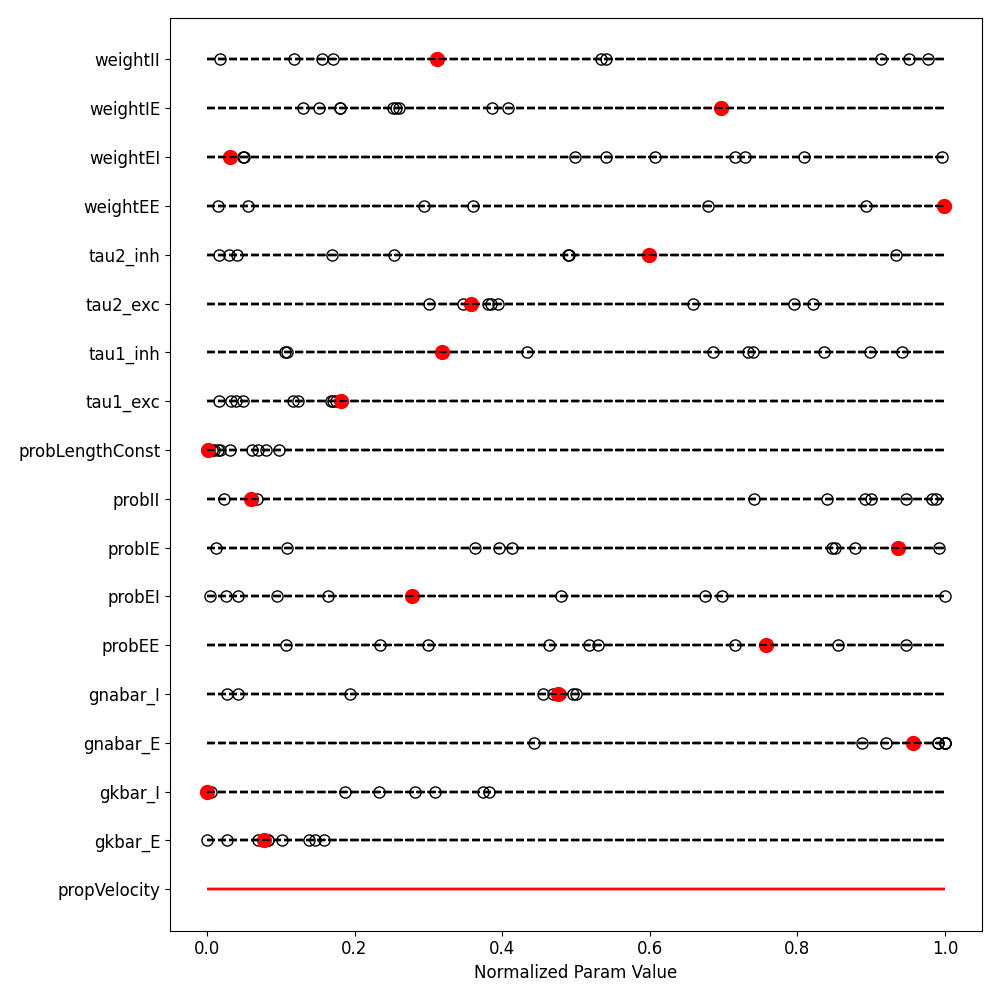 weightII
weightIE
weightEI
weightEE
tau2_inh
tau2_exc
tau1_inh
tau1_exc
probLengthConst
probII
probIE
probEI
probEE
gnabar_I
gnabar_E
gkbar_I
gkbar_E
propVelocity
0.0 0.2 0.4 0.6 0.8 1.0
Normalized Param Value